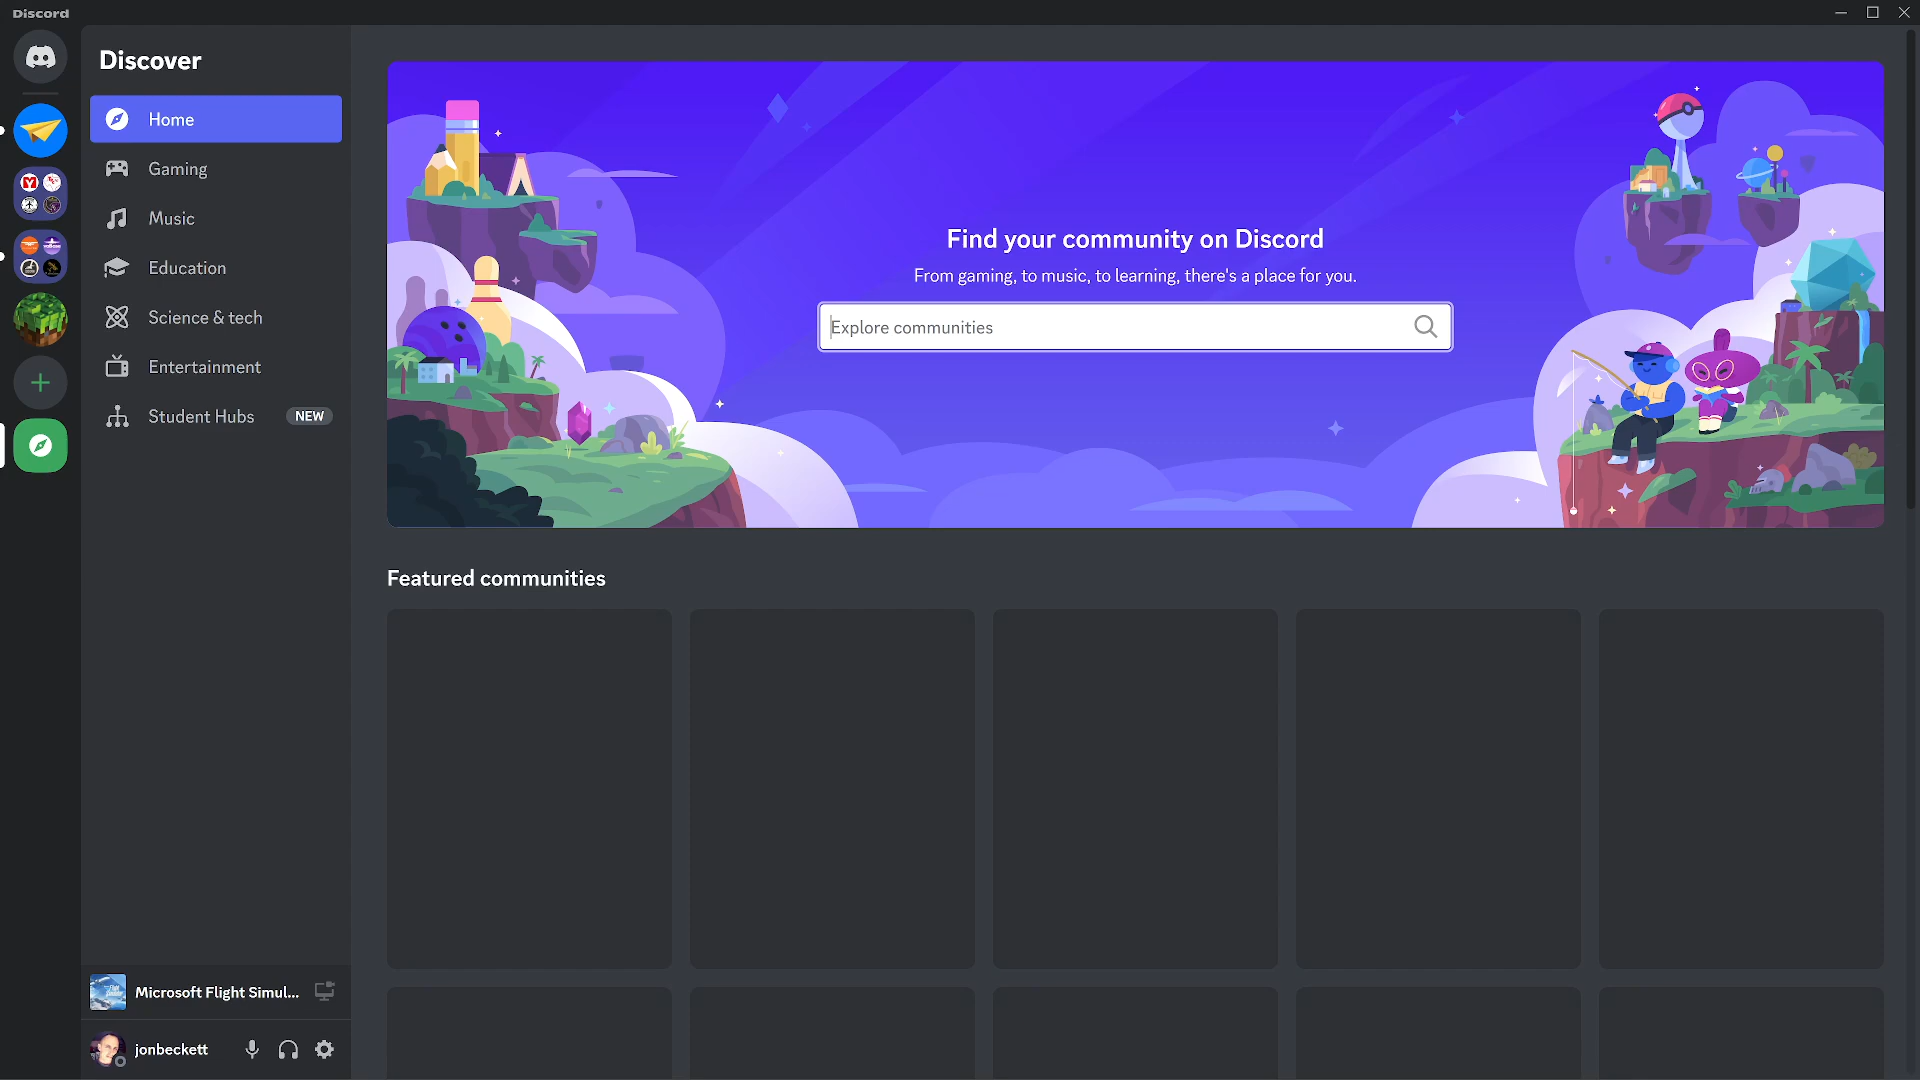 Discord
Discover
Home
Gaming
Music
Education
Science & tech
Entertainment
Student Hubs NEW
Find your community on Discord
From gaming, to music, to learning, there's a place for you.
Explore communities
Featured communities
Microsoft Flight Simul...
jonbeckett